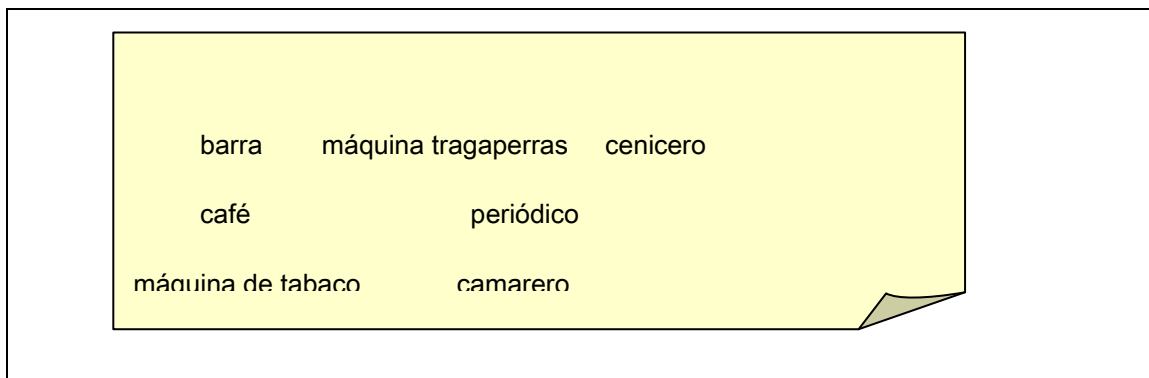 barra máquina tragaperras cenicero
café periódico
máquina de tabaco camarero